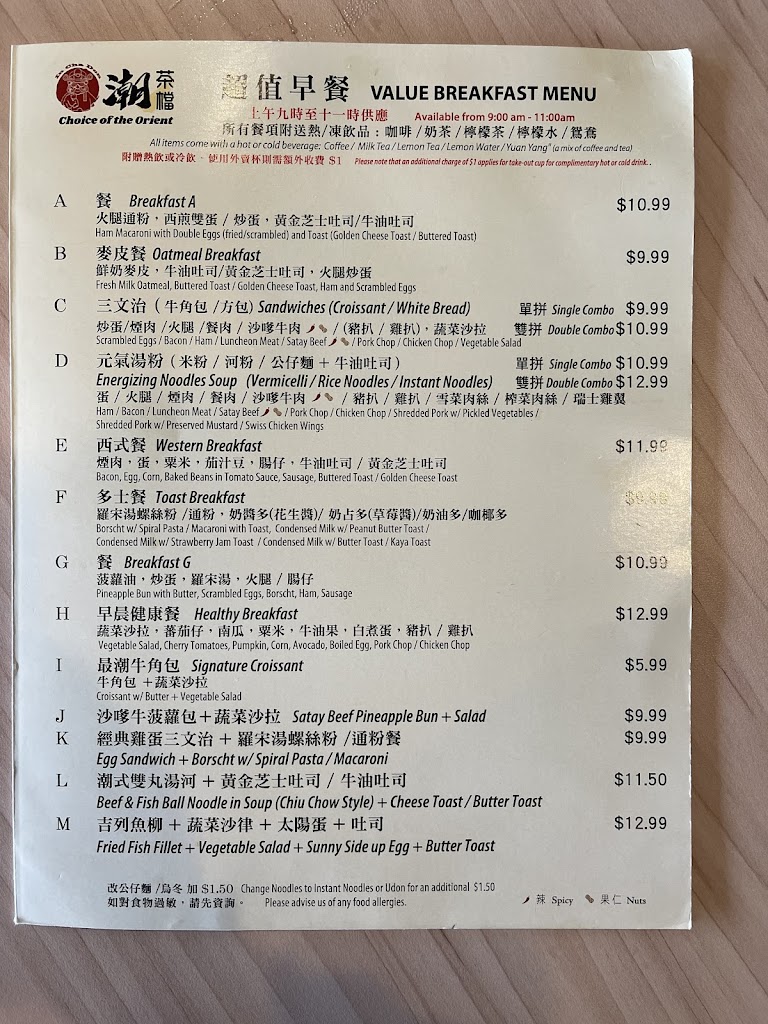 潮 茶檔
Choice of the Orient
超值早餐 VALUE BREAKFAST MENU
上午九時至十一時供應 Available from 9:00 am - 11:00am
所有餐項附送熱/凍飲品：咖啡/奶茶/檸檬茶/檸檬水/鴛鴦
All items come with a hot or cold beverage: Coffee / Milk Tea / Lemon Tea / Lemon Water / Yuan Yang" (a mix of coffee and tea)
附贈熱飲或冷飲，使用外賣杯則需額外收費 $1 Please note that an additional charge of $1 applies for take-out cup for complimentary hot or cold drink. .
A 餐 Breakfast A $10.99
火腿通粉，西煎雙蛋 / 炒蛋，黃金芝士吐司/牛油吐司
Ham Macaroni with Double Eggs (fried/scrambled) and Toast (Golden Cheese Toast / Buttered Toast)
B 麥皮餐 Oatmeal Breakfast $9.99
鮮奶麥皮，牛油吐司/黃金芝士吐司，火腿炒蛋
Fresh Milk Oatmeal, Buttered Toast / Golden Cheese Toast, Ham and Scrambled Eggs
C 三文治（牛角包 /方包) Sandwiches (Croissant / White Bread) 單拼 Single Combo $9.99
炒蛋/煙肉 /火腿 /餐肉 / 沙嗲牛肉 / (豬扒 / 雞扒)，蔬菜沙拉 雙拼 Double Combo $10.99
Scrambled Eggs / Bacon / Ham / Luncheon Meat / Satay Beef / Pork Chop / Chicken Chop / Vegetable Salad
D 元氣湯粉（米粉 / 河粉 / 公仔麵 + 牛油吐司） 單拼 Single Combo $10.99
Energizing Noodles Soup (Vermicelli / Rice Noodles / Instant Noodles) 雙拼 Double Combo $12.99
蛋 / 火腿 / 煙肉 / 餐肉 / 沙嗲牛肉 / 豬扒 / 雞扒 / 雪菜肉絲 / 榨菜肉絲 / 瑞士雞翼
Ham / Bacon / Luncheon Meat / Satay Beef / Pork Chop / Chicken Chop / Shredded Pork w/ Pickled Vegetables /
Shredded Pork w/ Preserved Mustard / Swiss Chicken Wings
E 西式餐 Western Breakfast $11.99
煙肉，蛋，粟米，茄汁豆，腸仔，牛油吐司 / 黃金芝士吐司
Bacon, Egg, Corn, Baked Beans in Tomato Sauce, Sausage, Buttered Toast / Golden Cheese Toast
F 多士餐 Toast Breakfast $9.99
羅宋湯螺絲粉 /通粉，奶醬多(花生醬)/ 奶占多(草莓醬)/奶油多/咖椰多
Borscht w/ Spiral Pasta / Macaroni with Toast, Condensed Milk w/ Peanut Butter Toast /
Condensed Milk w/ Strawberry Jam Toast / Condensed Milk w/ Butter Toast / Kaya Toast
G 餐 Breakfast G $10.99
菠蘿油，炒蛋，羅宋湯，火腿 / 腸仔
Pineapple Bun with Butter, Scrambled Eggs, Borscht, Ham, Sausage
H 早晨健康餐 Healthy Breakfast $12.99
蔬菜沙拉，蕃茄仔，南瓜，粟米，牛油果，白煮蛋，豬扒 / 雞扒
Vegetable Salad, Cherry Tomatoes, Pumpkin, Corn, Avocado, Boiled Egg, Pork Chop / Chicken Chop
I 最潮牛角包 Signature Croissant $5.99
牛角包 +蔬菜沙拉
Croissant w/ Butter + Vegetable Salad
J 沙嗲牛菠蘿包+蔬菜沙拉 Satay Beef Pineapple Bun + Salad $9.99
K 經典雞蛋三文治 + 羅宋湯螺絲粉 /通粉餐 $9.99
Egg Sandwich + Borscht w/ Spiral Pasta / Macaroni
L 潮式雙丸湯河 + 黃金芝士吐司 / 牛油吐司 $11.50
Beef & Fish Ball Noodle in Soup (Chiu Chow Style) + Cheese Toast / Butter Toast
M 吉列魚柳 + 蔬菜沙律 + 太陽蛋 + 吐司 $12.99
Fried Fish Fillet + Vegetable Salad + Sunny Side up Egg + Butter Toast
改公仔麵 /烏冬 加 $1.50 Change Noodles to Instant Noodles or Udon for an additional $1.50
如對食物過敏，請先資詢。 Please advise us of any food allergies.
辣 Spicy 果仁 Nuts